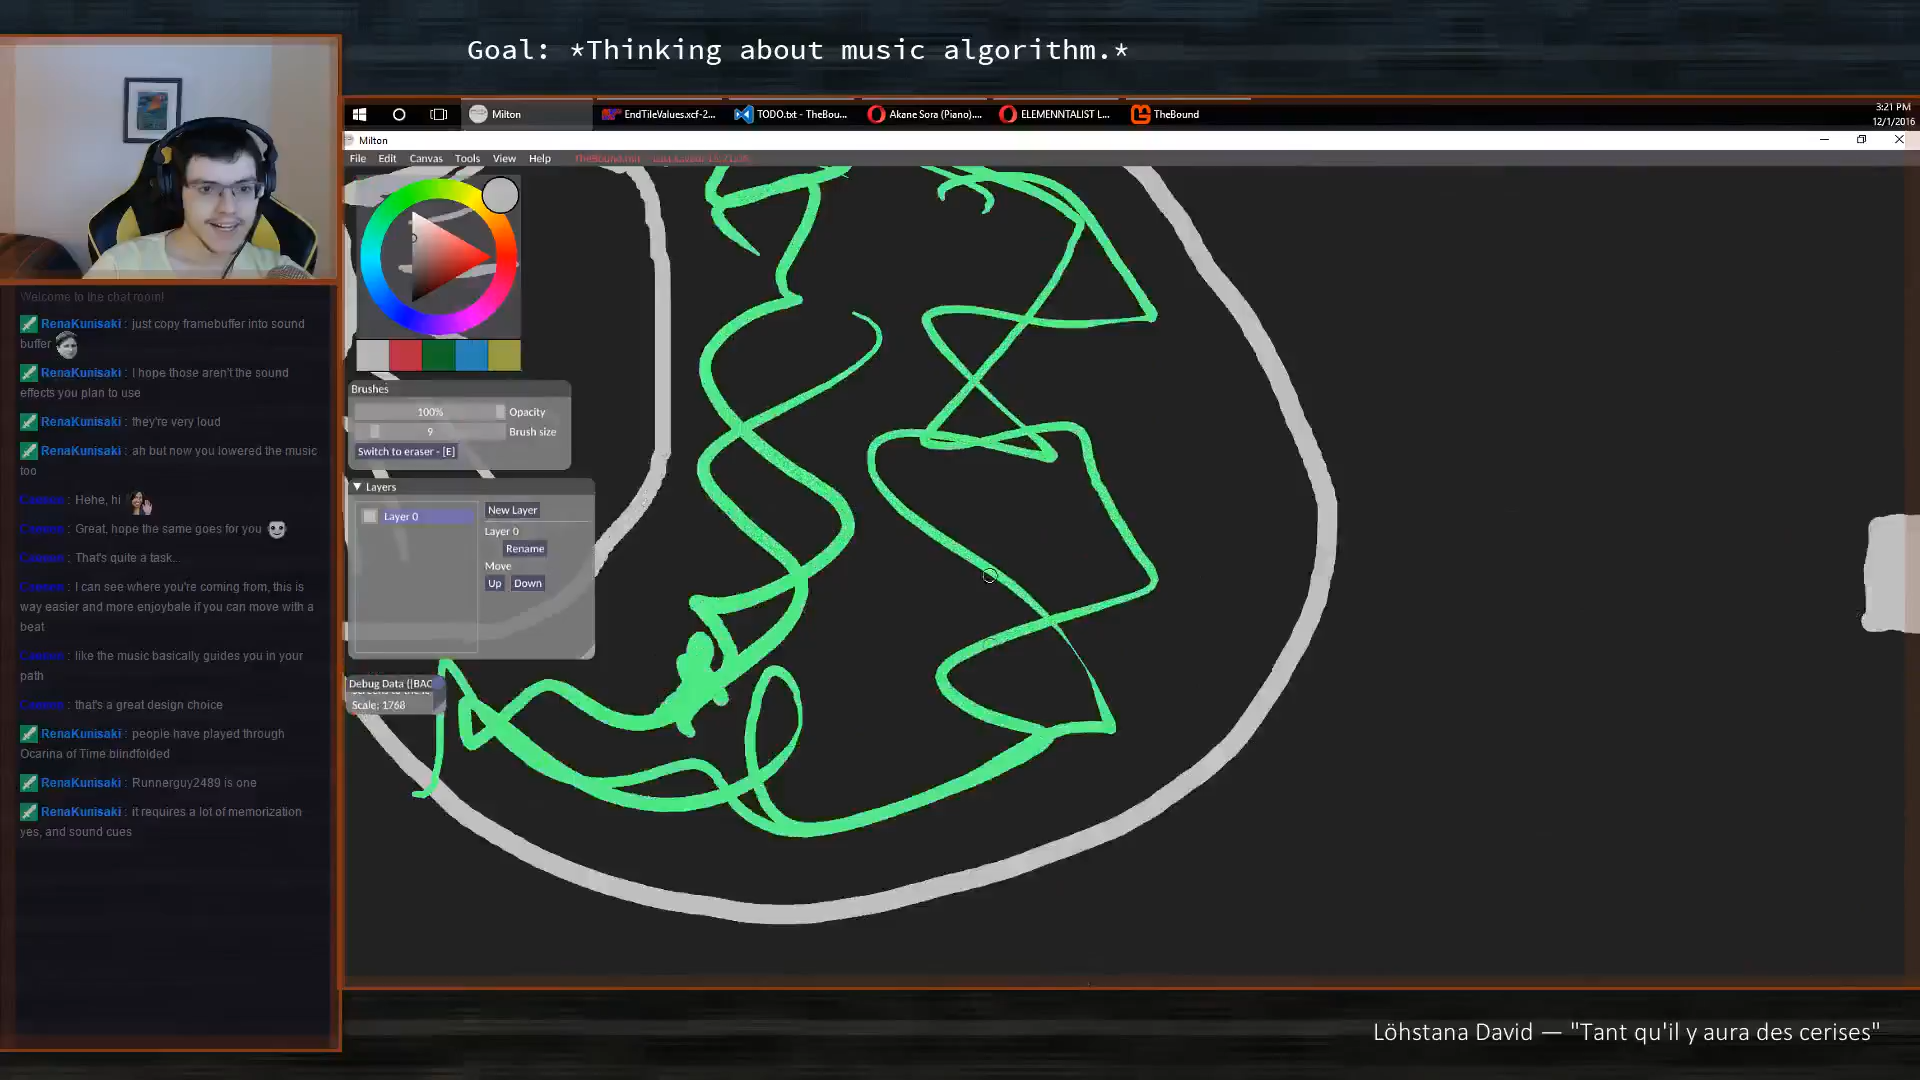 Goal: *Thinking about music algorithm.*
Milton
EndTileValues.xcf-2...
TODO.txt - TheBou...
Akane Sora (Piano)....
ELEMENNTALIST L...
TheBound
3:21 PM
12/1/2016
Milton
File Edit Canvas Tools View Help
Welcome to the chat room!
RenaKunisaki : just copy framebuffer into sound
buffer
RenaKunisaki : I hope those aren't the sound
effects you plan to use
RenaKunisaki : they're very loud
RenaKunisaki : ah but now you lowered the music
too
: Hehe, hi
: Great, hope the same goes for you
: That's quite a task...
: I can see where you're coming from, this is
way easier and more enjoybale if you can move with a
beat
: like the music basically guides you in your
path
: that's a great design choice
RenaKunisaki : people have played through
Ocarina of Time blindfolded
RenaKunisaki : Runnerguy2489 is one
RenaKunisaki : it requires a lot of memorization
yes, and sound cues
Brushes
100% Opacity
9 Brush size
Switch to eraser - [E]
Layers
Layer 0
New Layer
Layer 0
Rename
Move
Up Down
Debug Data (|BAC
Scale: 1768
Löhstana David — "Tant qu'il y aura des cerises"